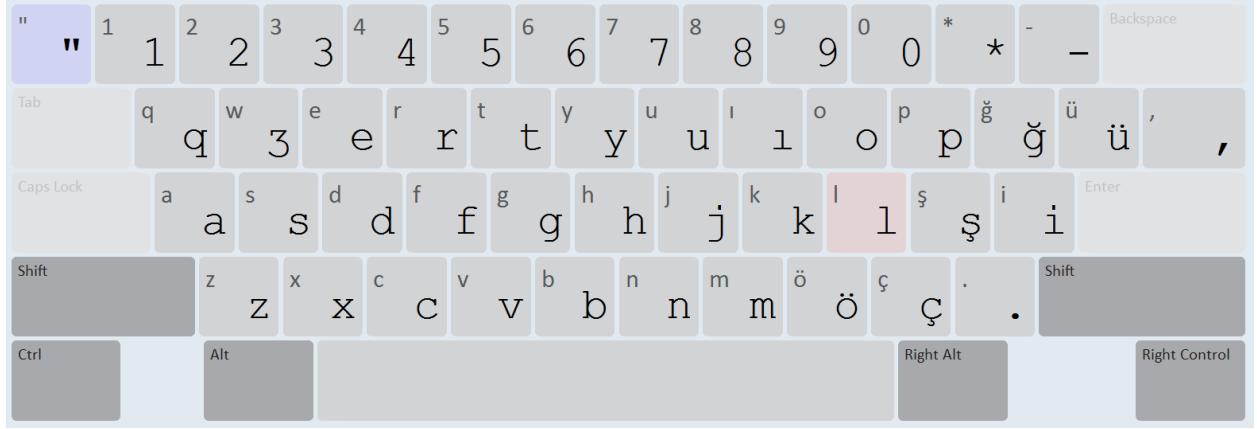 " " 1 1 2 2 3 3 4 4 5 5 6 6 7 7 8 8 9 9 0 0 * * - - Backspace
Tab q q w ʒ e e r r t t y y u u ı ı o o p p ğ ğ ü ü , ,
Caps Lock a a s s d d f f g g h h j j k k l l ş ş i i Enter
Shift z z x x c c v v b b n n m m ö ö ç ç . . Shift
Ctrl Alt Right Alt Right Control